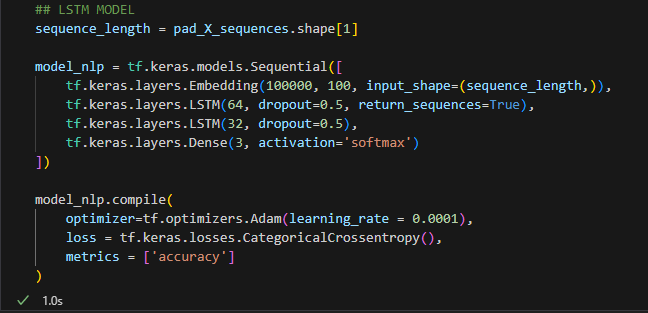 ## LSTM MODEL
sequence_length = pad_X_sequences.shape[1]

model_nlp = tf.keras.models.Sequential([
    tf.keras.layers.Embedding(100000, 100, input_shape=(sequence_length,)),
    tf.keras.layers.LSTM(64, dropout=0.5, return_sequences=True),
    tf.keras.layers.LSTM(32, dropout=0.5),
    tf.keras.layers.Dense(3, activation='softmax')
])

model_nlp.compile(
    optimizer=tf.optimizers.Adam(learning_rate = 0.0001),
    loss = tf.keras.losses.CategoricalCrossentropy(),
    metrics = ['accuracy']
)
✓ 1.0s